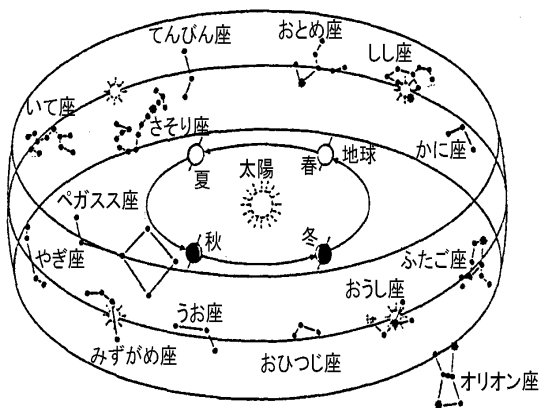 てんびん座
おとめ座
しし座
いて座
さそり座
かに座
夏
太陽
春
地球
ペガスス座
秋
冬
やぎ座
ふたご座
おうし座
うお座
みずがめ座
おひつじ座
オリオン座